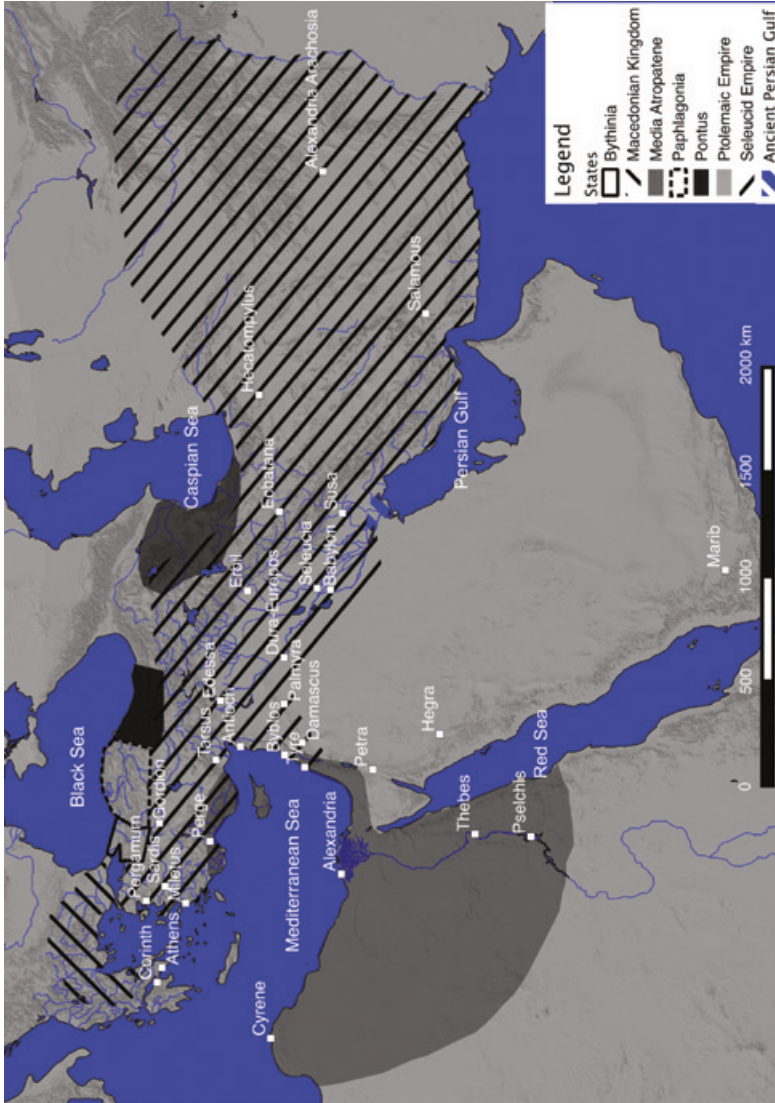 Black Sea
Caspian Sea
Pergamum
Sardis
Gordion
Miletus
Corinth
Athens
Perge
Tarsus
Edessa
Antioch
Erbil
Hecatompylus
Ecbatana
Cyrene
Mediterranean Sea
Byblos
Tyre
Dura-Europos
Palmyra
Damascus
Seleucia
Babylon
Susa
Alexandria Arachosia
Alexandria
Petra
Salamous
Persian Gulf
Hegra
Thebes
Pselchis
Red Sea
Marib
0 500 1000 1500 2000 km
Legend
States
Bythinia
Macedonian Kingdom
Media Atropatene
Paphlagonia
Pontus
Ptolemaic Empire
Seleucid Empire
Ancient Persian Gulf